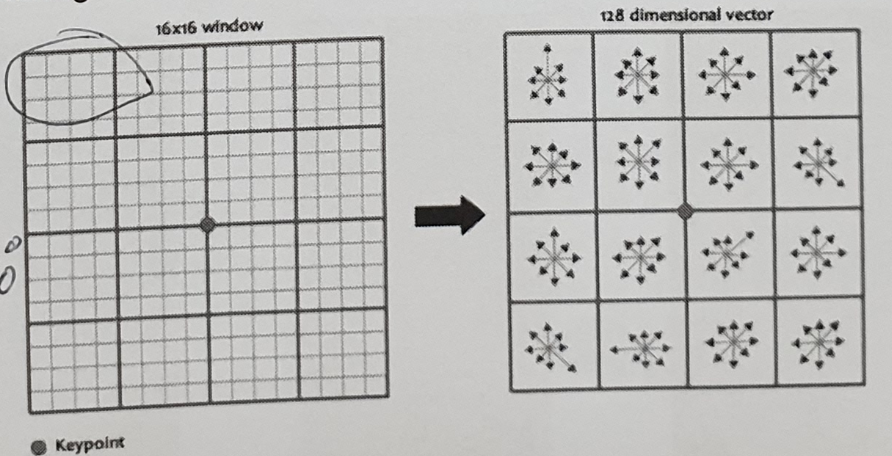 16x16 window
128 dimensional vector
Keypoint